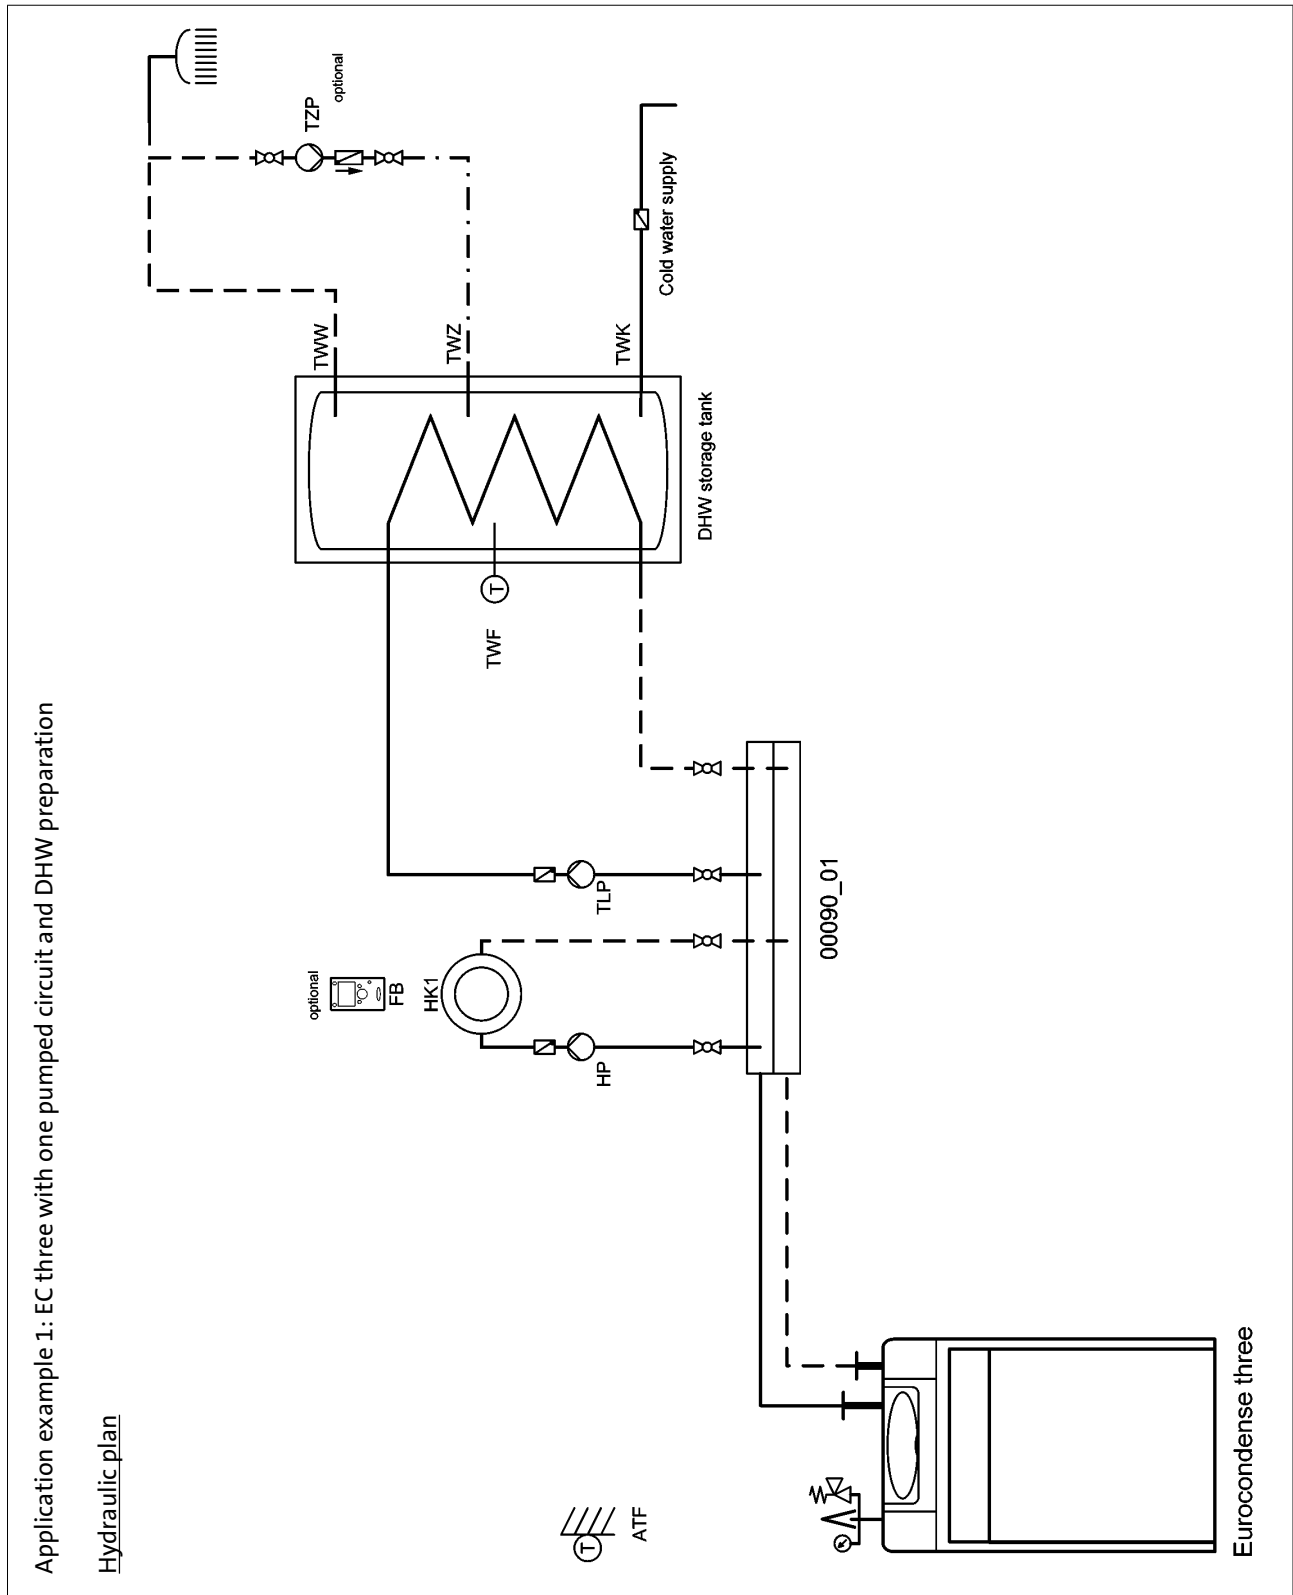 Application example 1: EC three with one pumped circuit and DHW preparation
Hydraulic plan
TZP
optional
TWW
TWZ
TWK
Cold water supply
DHW storage tank
T
TWF
optional
FB
HK1
HP
TLP
00090_01
T
ATF
Eurocondense three